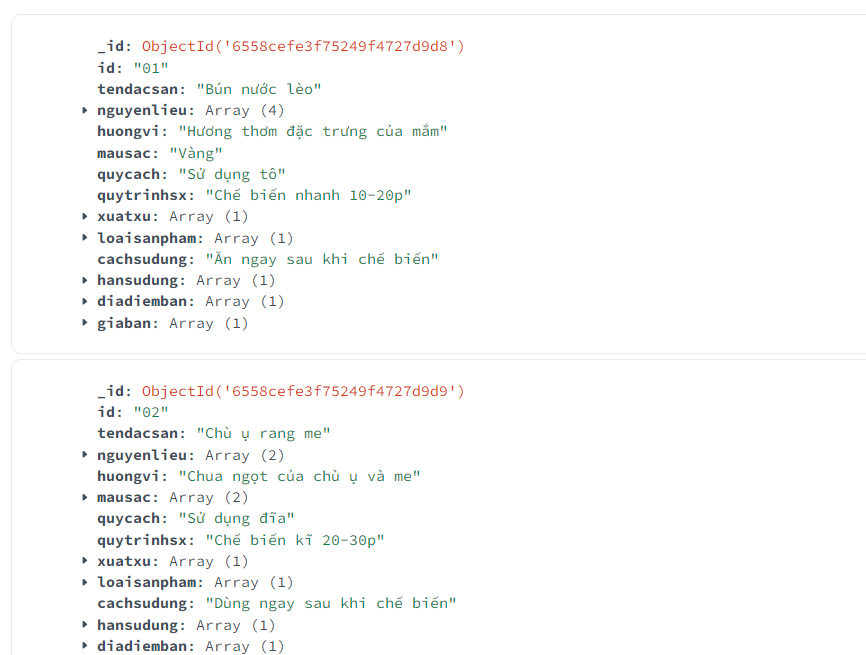 _id: ObjectId('6558cefe3f75249f4727d9d8')
id: "01"
tendacsan: "Bún nước lèo"
nguyenlieu: Array (4)
huongvi: "Hương thơm đặc trưng của mắm"
mausac: "Vàng"
quycach: "Sử dụng tô"
quytrinhsx: "Chế biến nhanh 10-20p"
xuatxu: Array (1)
loaisanpham: Array (1)
cachsudung: "Ăn ngay sau khi chế biến"
hansudung: Array (1)
diadiemban: Array (1)
giaban: Array (1)
_id: ObjectId('6558cefe3f75249f4727d9d9')
id: "02"
tendacsan: "Chù ụ rang me"
nguyenlieu: Array (2)
huongvi: "Chua ngọt của chù ụ và me"
mausac: Array (2)
quycach: "Sử dụng đĩa"
quytrinhsx: "Chế biến kĩ 20-30p"
xuatxu: Array (1)
loaisanpham: Array (1)
cachsudung: "Dùng ngay sau khi chế biến"
hansudung: Array (1)
diadiemban: Array (1)